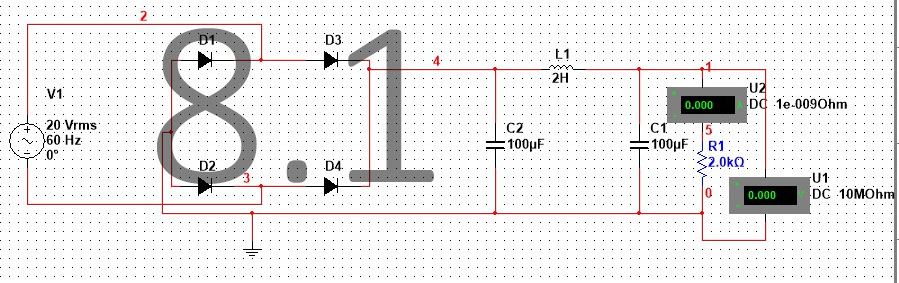 2
D1
D3
8.1
4
L1
2H
1
V1
U2
0.000
A
DC 1e-009Ohm
20 Vrms
60 Hz
0°
C2
100µF
C1
100µF
5
R1
2.0kΩ
D2
3
D4
0
U1
0.000
V
DC 10MOhm